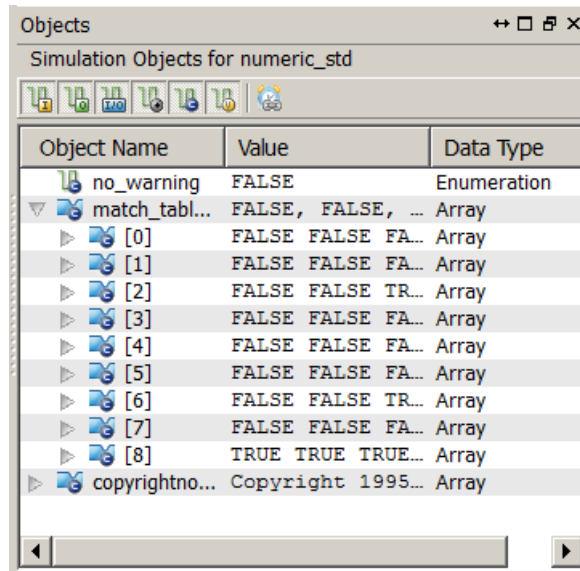 Objects
Simulation Objects for numeric_std
I O I/O C V
Object Name Value Data Type
no_warning FALSE Enumeration
match_tabl... FALSE, FALSE, ... Array
[0] FALSE FALSE FA... Array
[1] FALSE FALSE FA... Array
[2] FALSE FALSE TR... Array
[3] FALSE FALSE FA... Array
[4] FALSE FALSE FA... Array
[5] FALSE FALSE FA... Array
[6] FALSE FALSE TR... Array
[7] FALSE FALSE FA... Array
[8] TRUE TRUE TRUE... Array
copyrightno... Copyright 1995... Array